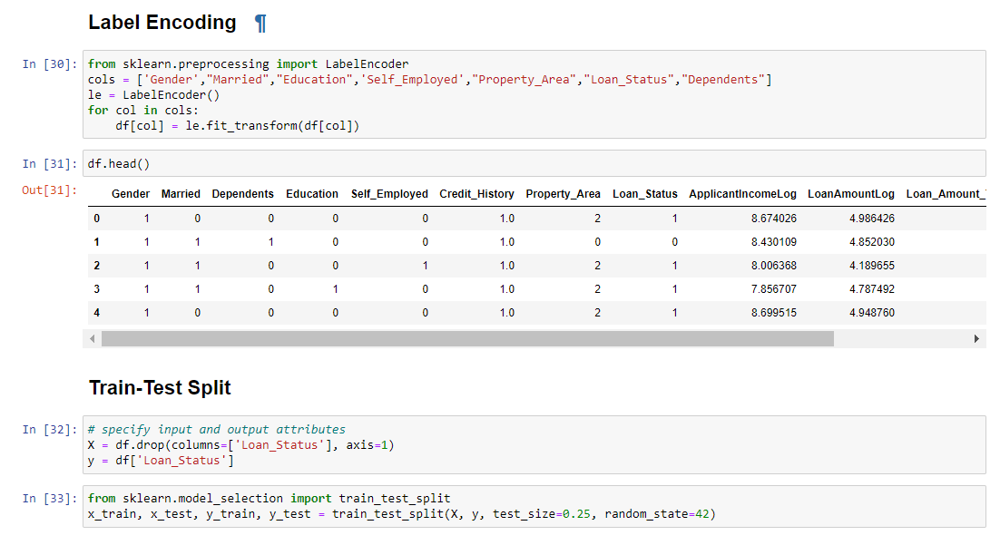 Label Encoding ¶
In [30]: from sklearn.preprocessing import LabelEncoder
cols = ['Gender',"Married","Education",'Self_Employed',"Property_Area","Loan_Status","Dependents"]
le = LabelEncoder()
for col in cols:
    df[col] = le.fit_transform(df[col])
In [31]: df.head()
Out[31]:
Gender Married Dependents Education Self_Employed Credit_History Property_Area Loan_Status ApplicantIncomeLog LoanAmountLog Loan_Amount_
0 1 0 0 0 0 1.0 2 1 8.674026 4.986426
1 1 1 1 0 0 1.0 0 0 8.430109 4.852030
2 1 1 0 0 1 1.0 2 1 8.006368 4.189655
3 1 1 0 1 0 1.0 2 1 7.856707 4.787492
4 1 0 0 0 0 1.0 2 1 8.699515 4.948760
Train-Test Split
In [32]: # specify input and output attributes
X = df.drop(columns=['Loan_Status'], axis=1)
y = df['Loan_Status']
In [33]: from sklearn.model_selection import train_test_split
x_train, x_test, y_train, y_test = train_test_split(X, y, test_size=0.25, random_state=42)